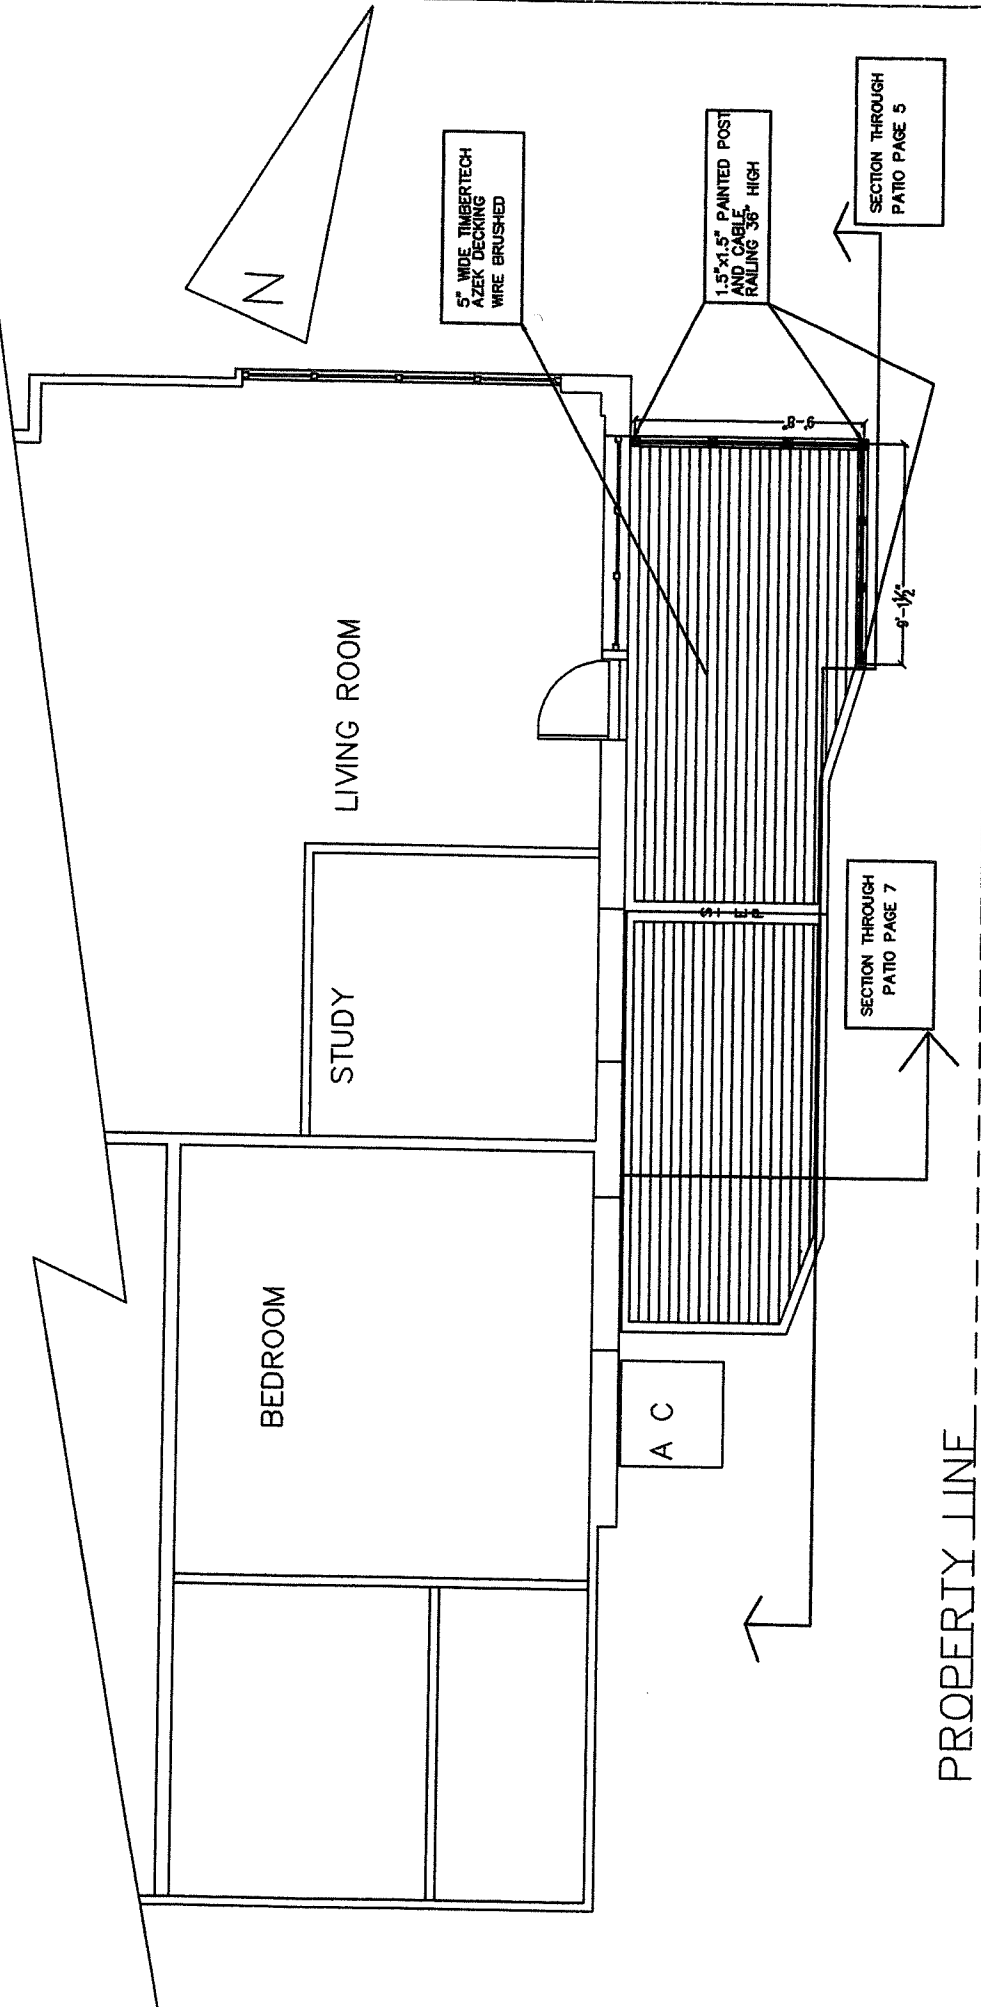 N
5" WIDE TIMBERTECH
AZEK DECKING
WIRE BRUSHED
1.5"x1.5" PAINTED POST
AND CABLE
RAILING 36" HIGH
SECTION THROUGH
PATIO PAGE 5
9'-8"
9'-1½"
LIVING ROOM
STUDY
STEP
SECTION THROUGH
PATIO PAGE 7
BEDROOM
A C
PROPERTY LINE